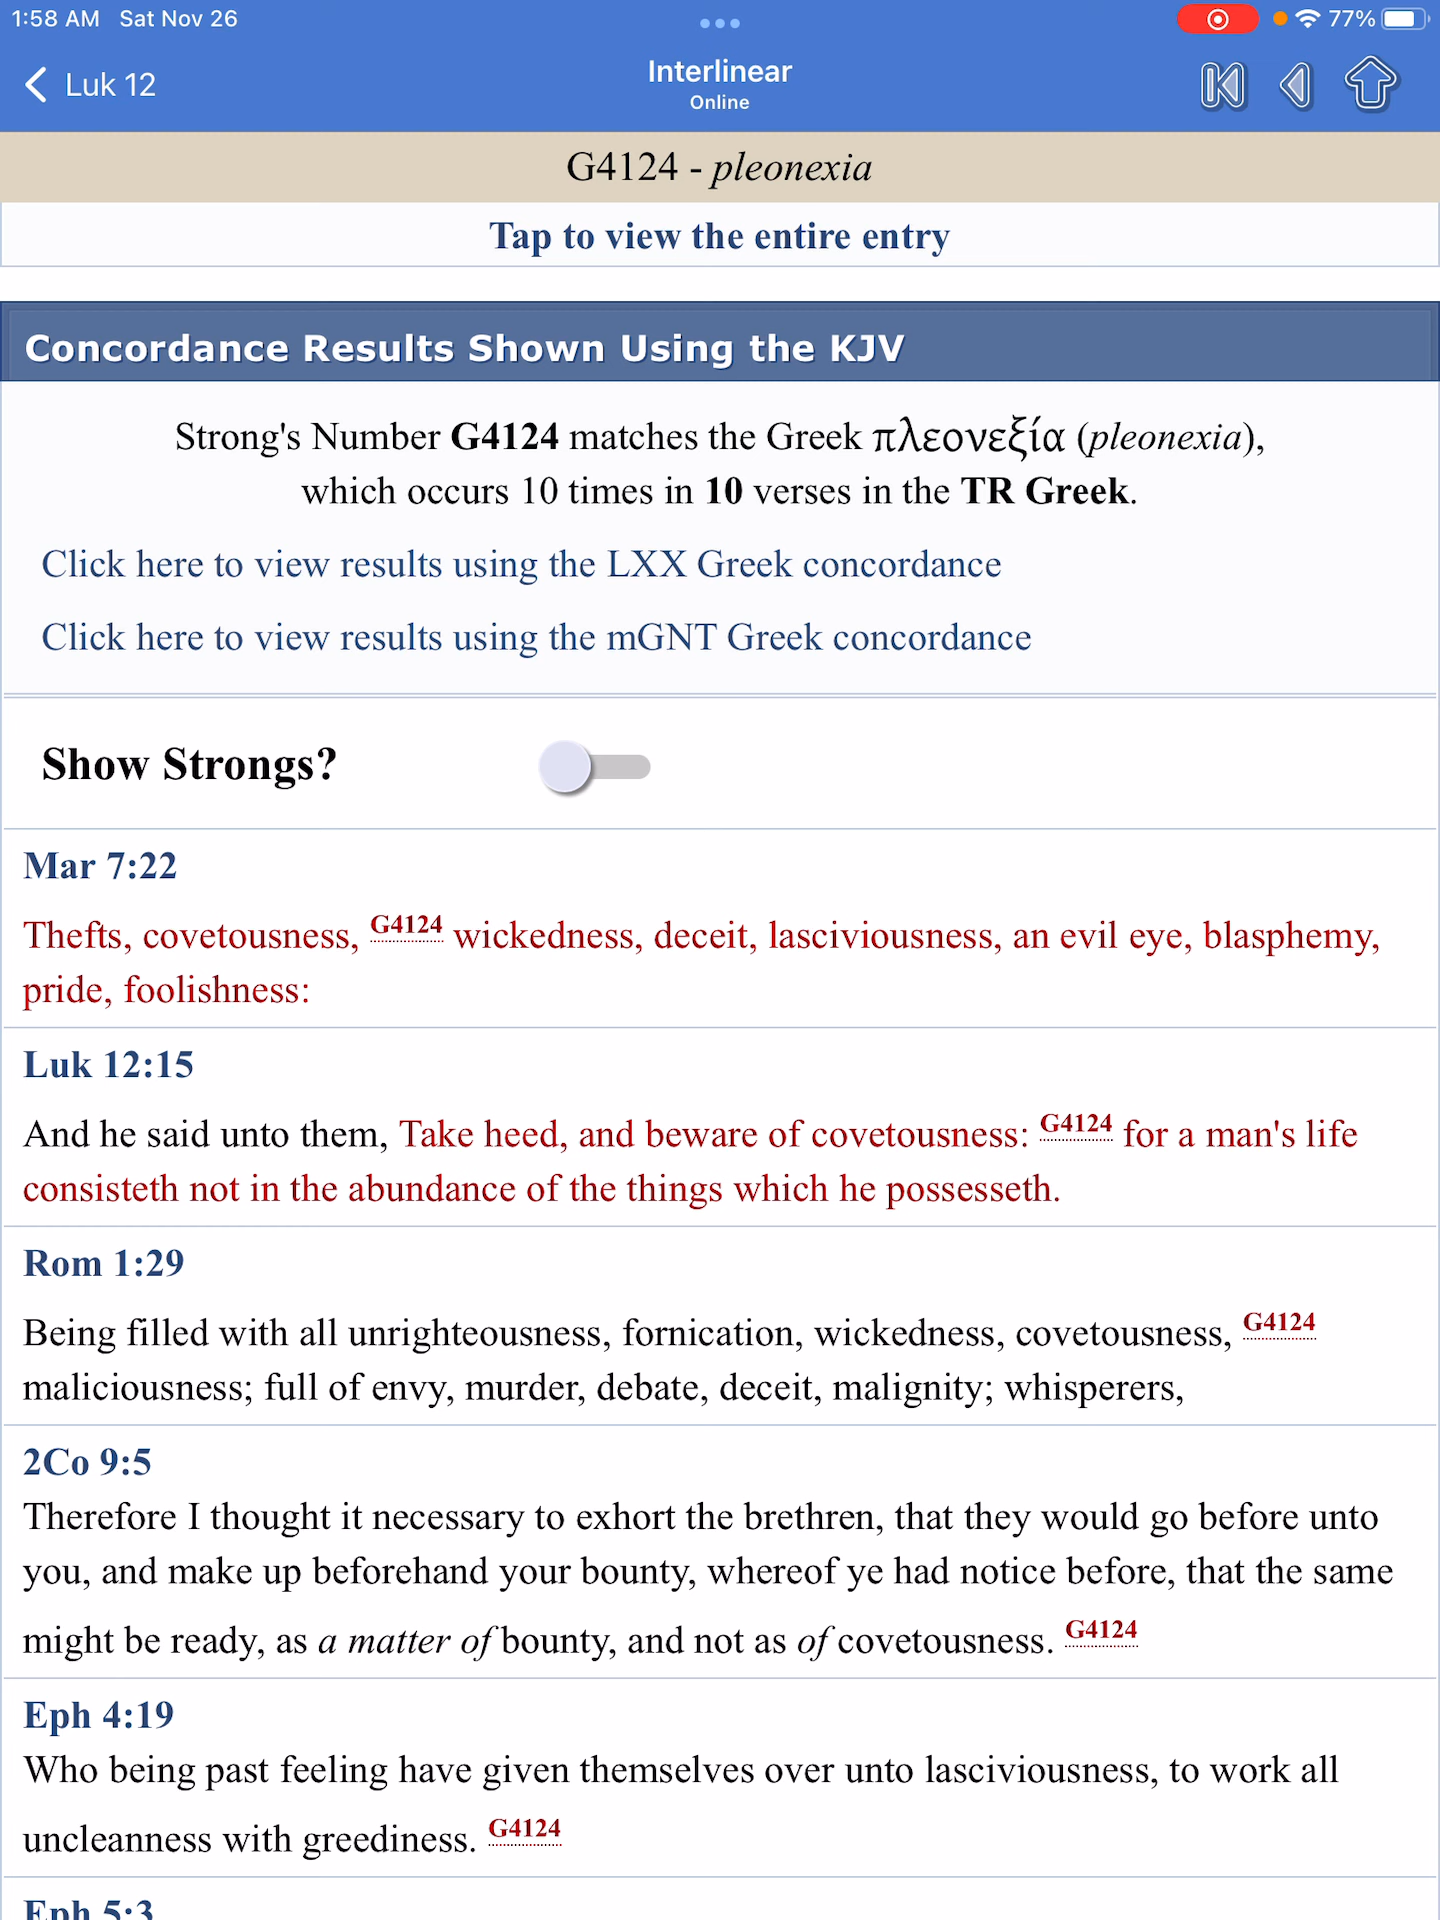 1:58 AM Sat Nov 26
77%
Luk 12
Interlinear
Online
G4124 - pleonexia
Tap to view the entire entry
Concordance Results Shown Using the KJV
Strong's Number G4124 matches the Greek πλεονεξία (pleonexia),
which occurs 10 times in 10 verses in the TR Greek.
Click here to view results using the LXX Greek concordance
Click here to view results using the mGNT Greek concordance
Show Strongs?
Mar 7:22
Thefts, covetousness, G4124 wickedness, deceit, lasciviousness, an evil eye, blasphemy,
pride, foolishness:
Luk 12:15
And he said unto them, Take heed, and beware of covetousness: G4124 for a man's life
consisteth not in the abundance of the things which he possesseth.
Rom 1:29
Being filled with all unrighteousness, fornication, wickedness, covetousness, G4124
maliciousness; full of envy, murder, debate, deceit, malignity; whisperers,
2Co 9:5
Therefore I thought it necessary to exhort the brethren, that they would go before unto
you, and make up beforehand your bounty, whereof ye had notice before, that the same
might be ready, as a matter of bounty, and not as of covetousness. G4124
Eph 4:19
Who being past feeling have given themselves over unto lasciviousness, to work all
uncleanness with greediness. G4124
Eph 5:3